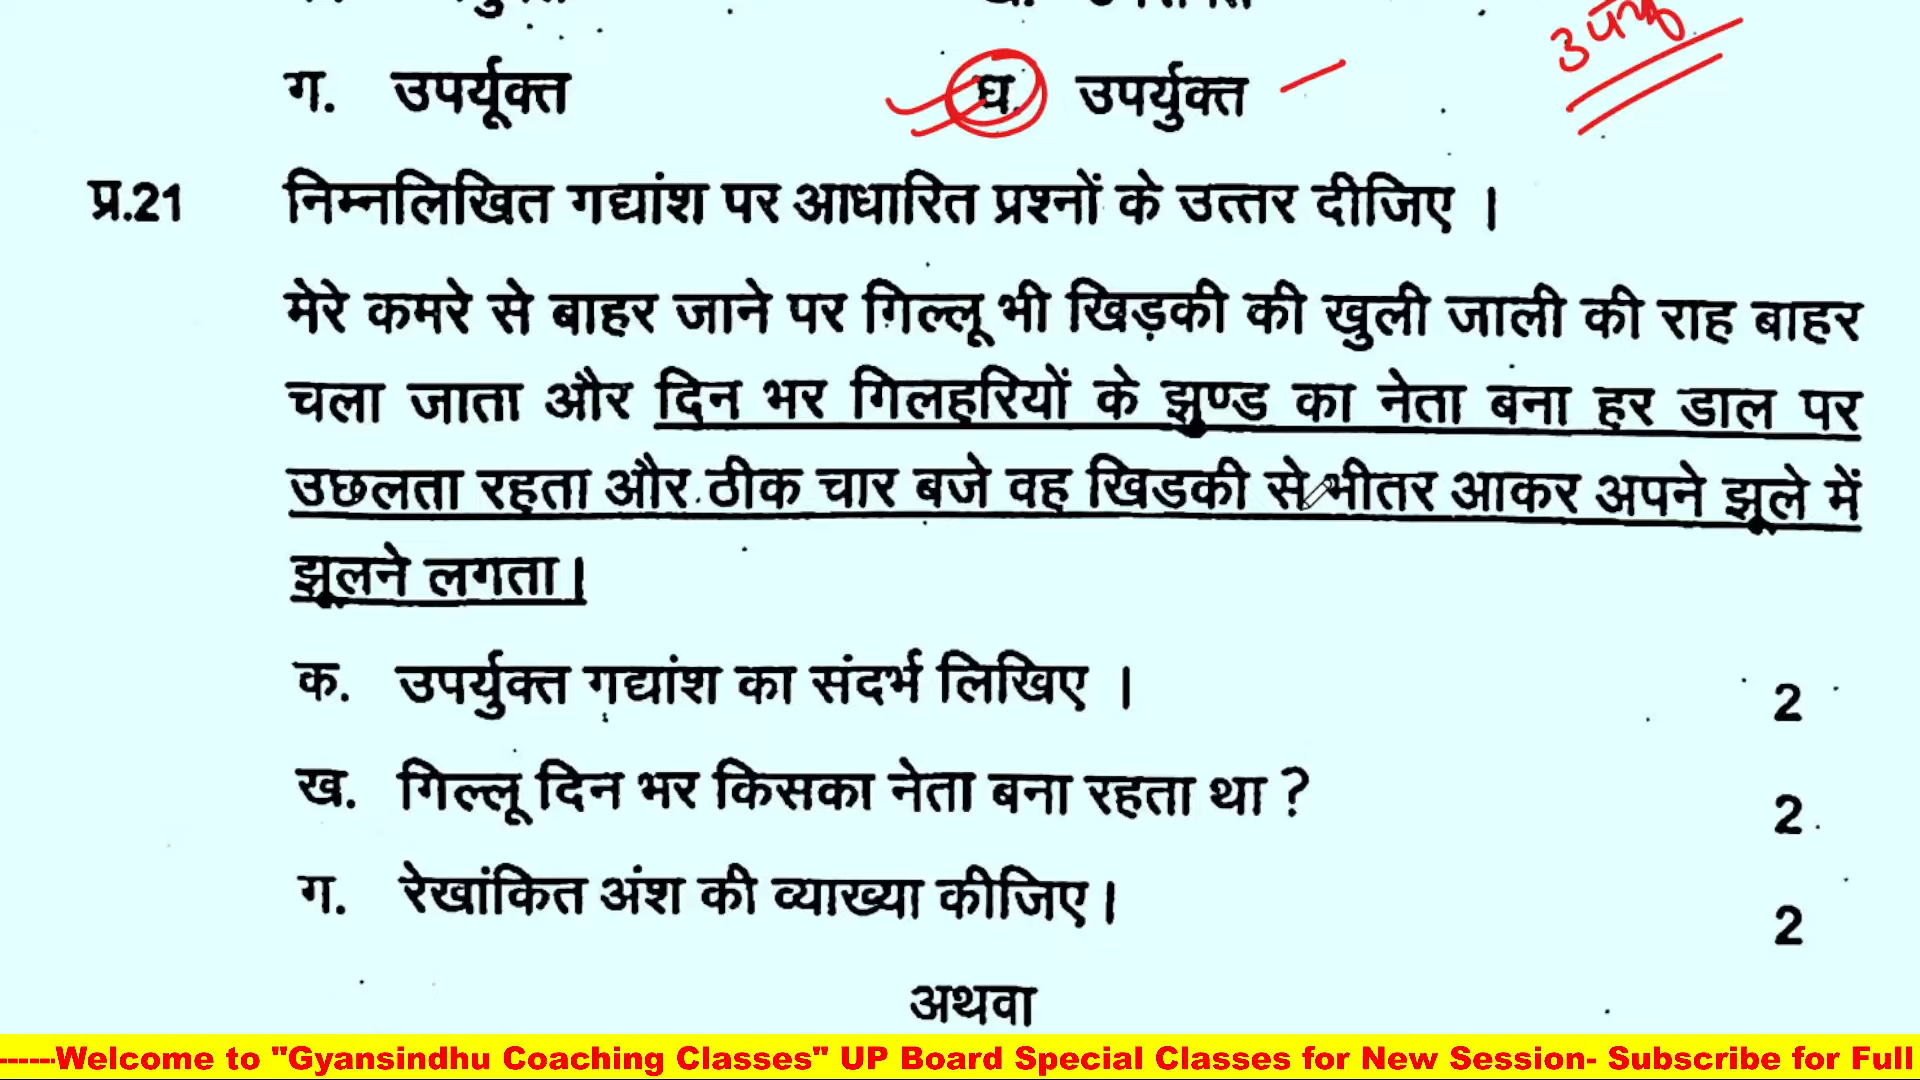 ग. उपर्यूक्त घ. उपर्युक्त
प्र.21 निम्नलिखित गद्यांश पर आधारित प्रश्नों के उत्तर दीजिए ।
मेरे कमरे से बाहर जाने पर गिल्लू भी खिड़की की खुली जाली की राह बाहर
चला जाता और दिन भर गिलहरियों के झुण्ड का नेता बना हर डाल पर
उछलता रहता और ठीक चार बजे वह खिडकी से भीतर आकर अपने झूले में
झूलने लगता।
क. उपर्युक्त गद्यांश का संदर्भ लिखिए । 2
ख. गिल्लू दिन भर किसका नेता बना रहता था ? 2
ग. रेखांकित अंश की व्याख्या कीजिए। 2
अथवा
------Welcome to "Gyansindhu Coaching Classes" UP Board Special Classes for New Session- Subscribe for Full